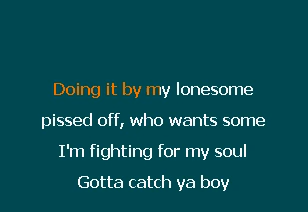 Doing it by my lonesome
pissed off, who wants some
I'm fighting for my soul
Gotta catch ya boy